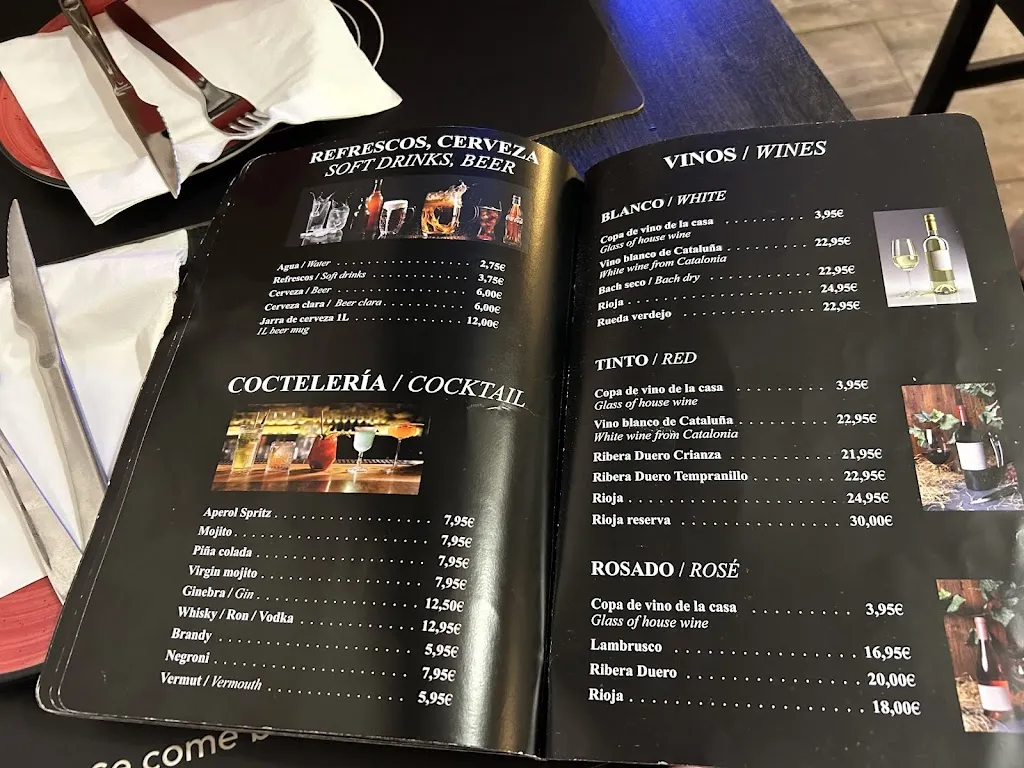 REFRESCOS, CERVEZA
SOFT DRINKS, BEER
Agua / Water 2,75€
Refrescos / Soft drinks 3,75€
Cerveza / Beer 6,00€
Cerveza clara / Beer clara 6,00€
Jarra de cerveza 1L 12,00€
1L beer mug
COCTELERÍA / COCKTAIL
Aperol Spritz 7,95€
Mojito 7,95€
Piña colada 7,95€
Virgin mojito 7,95€
Ginebra / Gin 12,50€
Whisky / Ron / Vodka 12,95€
Brandy 5,95€
Negroni 7,95€
Vermut / Vermouth 5,95€
VINOS / WINES
BLANCO / WHITE
Copa de vino de la casa 3,95€
Glass of house wine
Vino blanco de Cataluña 22,95€
White wine from Catalonia
Bach seco / Bach dry 22,95€
Rioja 24,95€
Rueda verdejo 22,95€
TINTO / RED
Copa de vino de la casa 3,95€
Glass of house wine
Vino blanco de Cataluña 22,95€
White wine from Catalonia
Ribera Duero Crianza 21,95€
Ribera Duero Tempranillo 22,95€
Rioja 24,95€
Rioja reserva 30,00€
ROSADO / ROSÉ
Copa de vino de la casa 3,95€
Glass of house wine
Lambrusco 16,95€
Ribera Duero 20,00€
Rioja 18,00€
come